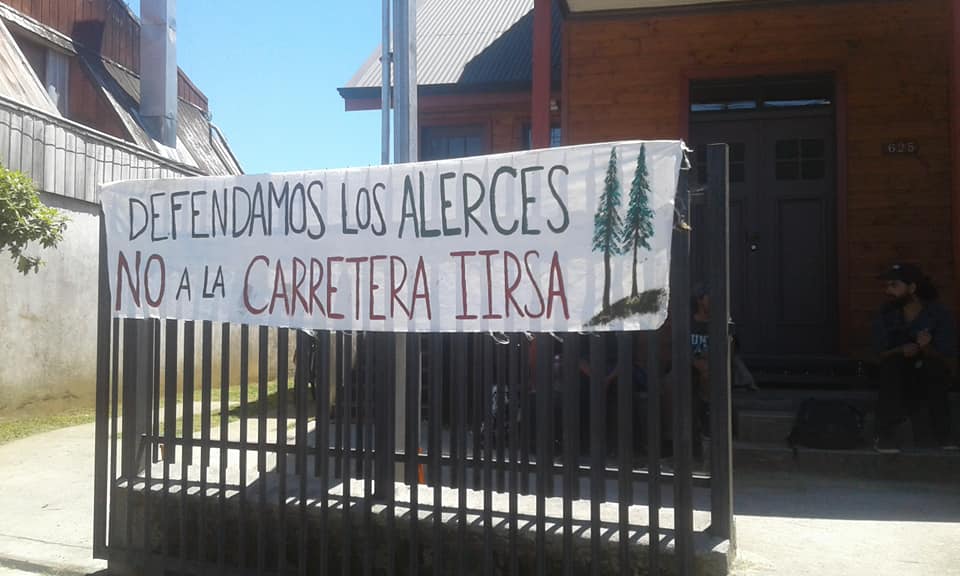 DEFENDAMOS LOS ALERCES
NO A LA CARRETERA IIRSA
625